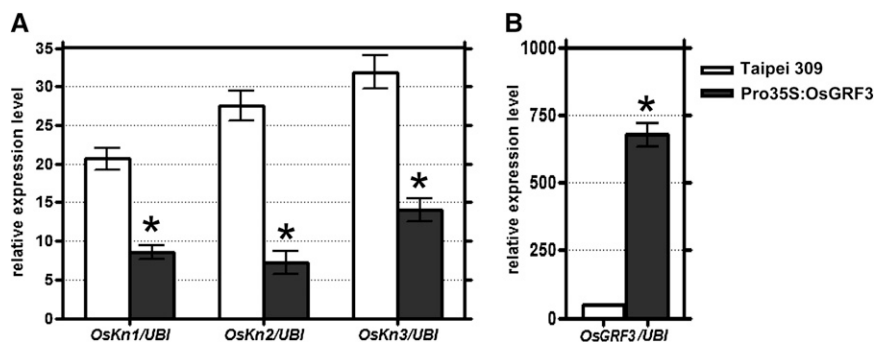 A
relative expression level
35
30
25
20
15
10
5
0
* * *
OsKn1/UBI OsKn2/UBI OsKn3/UBI
B
relative expression level
1000
750
500
250
0
*
OsGRF3/UBI
Taipei 309
Pro35S:OsGRF3